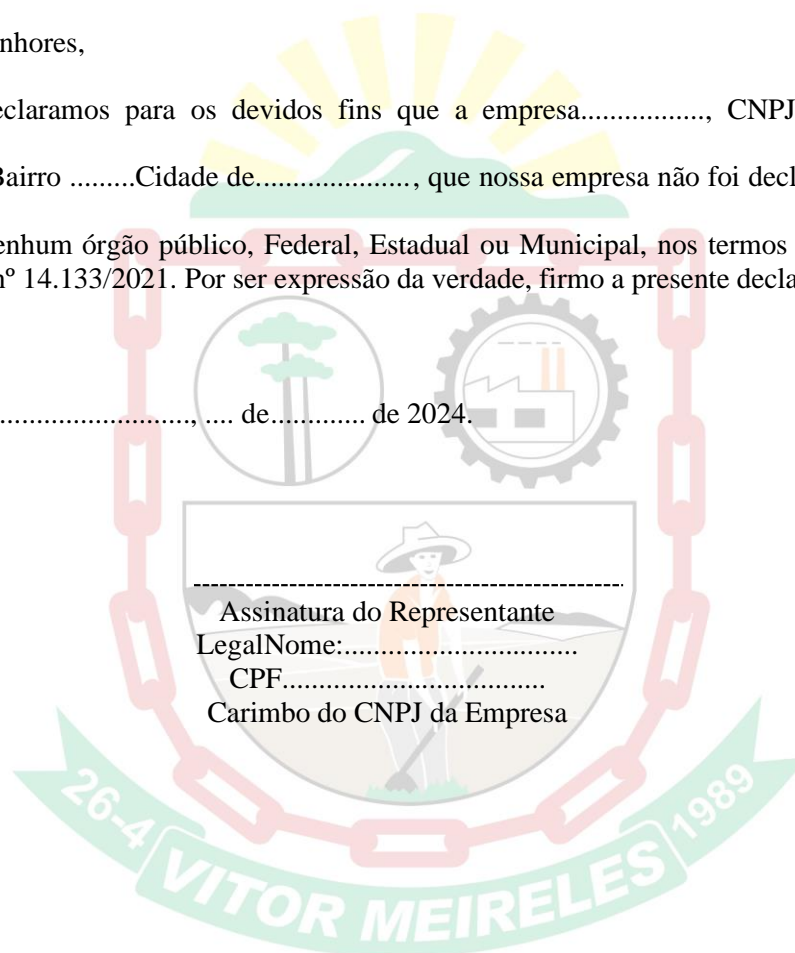 nhores,
eclaramos para os devidos fins que a empresa................., CNPJ
Bairro .........Cidade de....................., que nossa empresa não foi decl
enhum órgão público, Federal, Estadual ou Municipal, nos termos
nº 14.133/2021. Por ser expressão da verdade, firmo a presente decla
.........................., .... de............. de 2024.
Assinatura do Representante
LegalNome:................................
CPF....................................
Carimbo do CNPJ da Empresa
26-4 VITOR MEIRELES 1989